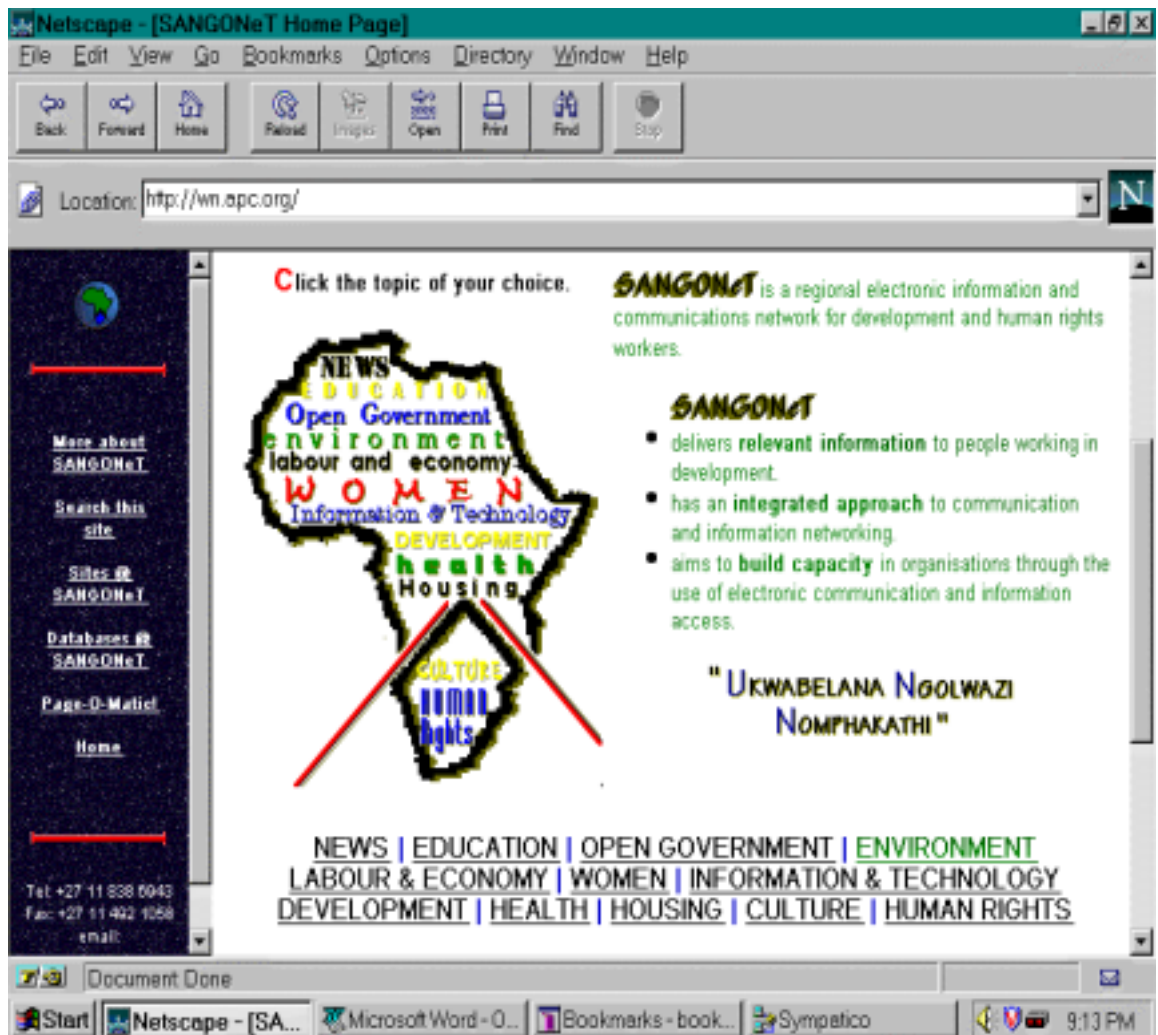 Netscape - [SANGONeT Home Page]
File Edit View Go Bookmarks Options Directory Window Help
Back Forward Home Reload Images Open Print Find Stop
Location: http://wn.apc.org/
N
More about
SANGONeT
Search this
site
Sites @
SANGONeT
Databases @
SANGONeT
Page-O-Matic!
Home
Tel: +27 11 838 6943
Fax: +27 11 492 1058
email:
Click the topic of your choice.
NEWS
EDUCATION
Open Government
environment
labour and economy
WOMEN
Information & Technology
DEVELOPMENT
health
Housing
CULTURE
HUMAN
Rights
SANGONeT is a regional electronic information and
communications network for development and human rights
workers.
SANGONeT
• delivers relevant information to people working in
development.
• has an integrated approach to communication
and information networking.
• aims to build capacity in organisations through the
use of electronic communication and information
access.
"UKWABELANA NGOLWAZI
NOMPHAKATHI"
NEWS | EDUCATION | OPEN GOVERNMENT | ENVIRONMENT
LABOUR & ECONOMY | WOMEN | INFORMATION & TECHNOLOGY
DEVELOPMENT | HEALTH | HOUSING | CULTURE | HUMAN RIGHTS
Document Done
Start Netscape - [SA... Microsoft Word - O... Bookmarks - book... Sympatico 9:13 PM